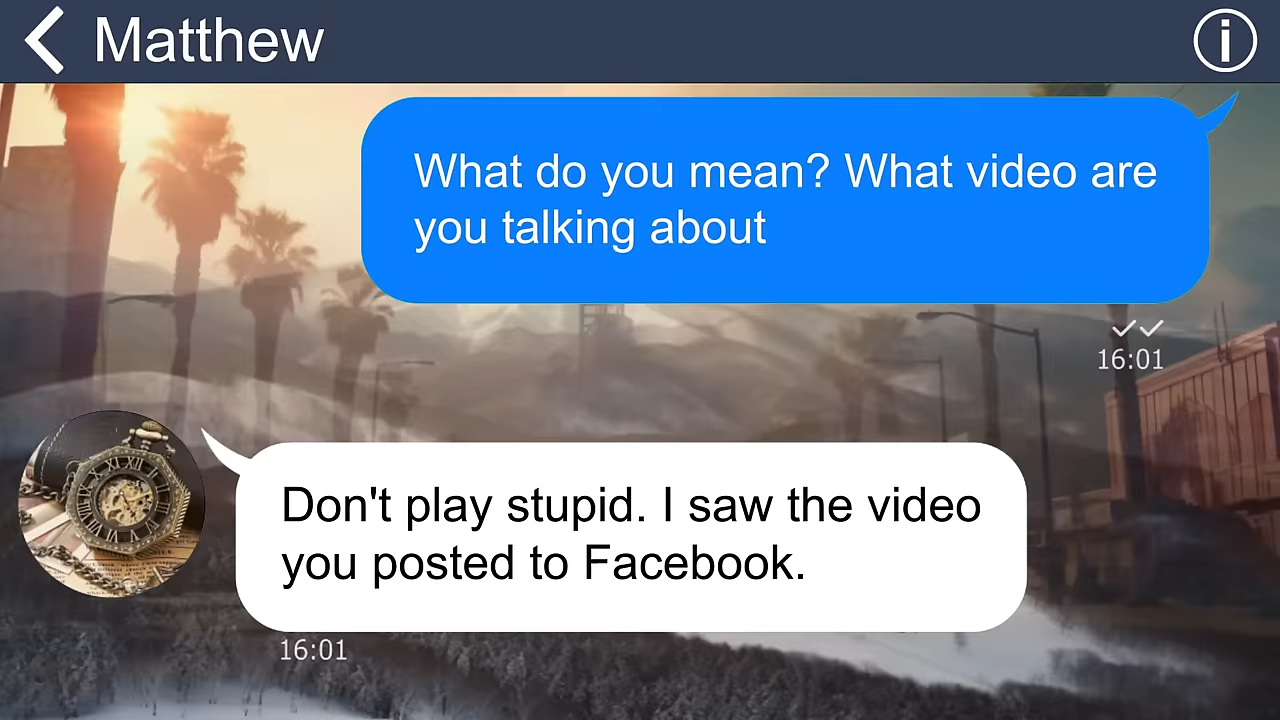 Matthew
What do you mean? What video are
you talking about
16:01
Don't play stupid. I saw the video
you posted to Facebook.
16:01